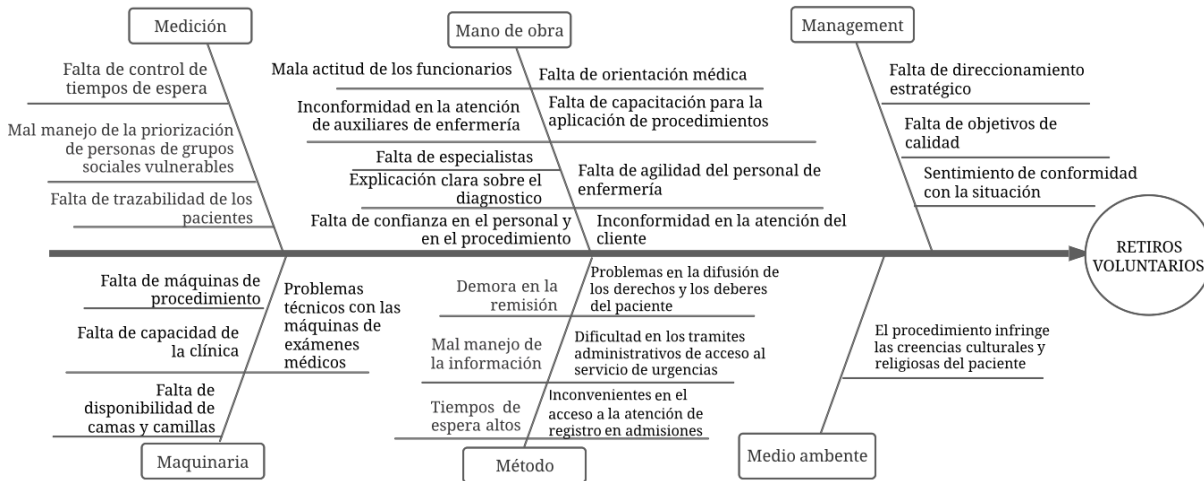 Medición
Mano de obra
Management
Falta de control de
tiempos de espera
Mal manejo de la priorización
de personas de grupos
sociales vulnerables
Falta de trazabilidad de los
pacientes
Mala actitud de los funcionarios
Inconformidad en la atención
de auxiliares de enfermería
Falta de especialistas
Explicación clara sobre el
diagnostico
Falta de confianza en el personal y
en el procedimiento
Falta de orientación médica
Falta de capacitación para la
aplicación de procedimientos
Falta de agilidad del personal de
enfermería
Inconformidad en la atención del
cliente
Falta de direccionamiento
estratégico
Falta de objetivos de
calidad
Sentimiento de conformidad
con la situación
RETIROS
VOLUNTARIOS
Falta de máquinas de
procedimiento
Falta de capacidad de
la clínica
Falta de
disponibilidad de
camas y camillas
Problemas
técnicos con las
máquinas de
exámenes
médicos
Demora en la
remisión
Mal manejo de
la información
Tiempos de
espera altos
Problemas en la difusión de
los derechos y los deberes
del paciente
Dificultad en los tramites
administrativos de acceso al
servicio de urgencias
Inconvenientes en el
acceso a la atención de
registro en admisiones
El procedimiento infringe
las creencias culturales y
religiosas del paciente
Maquinaria
Método
Medio ambente